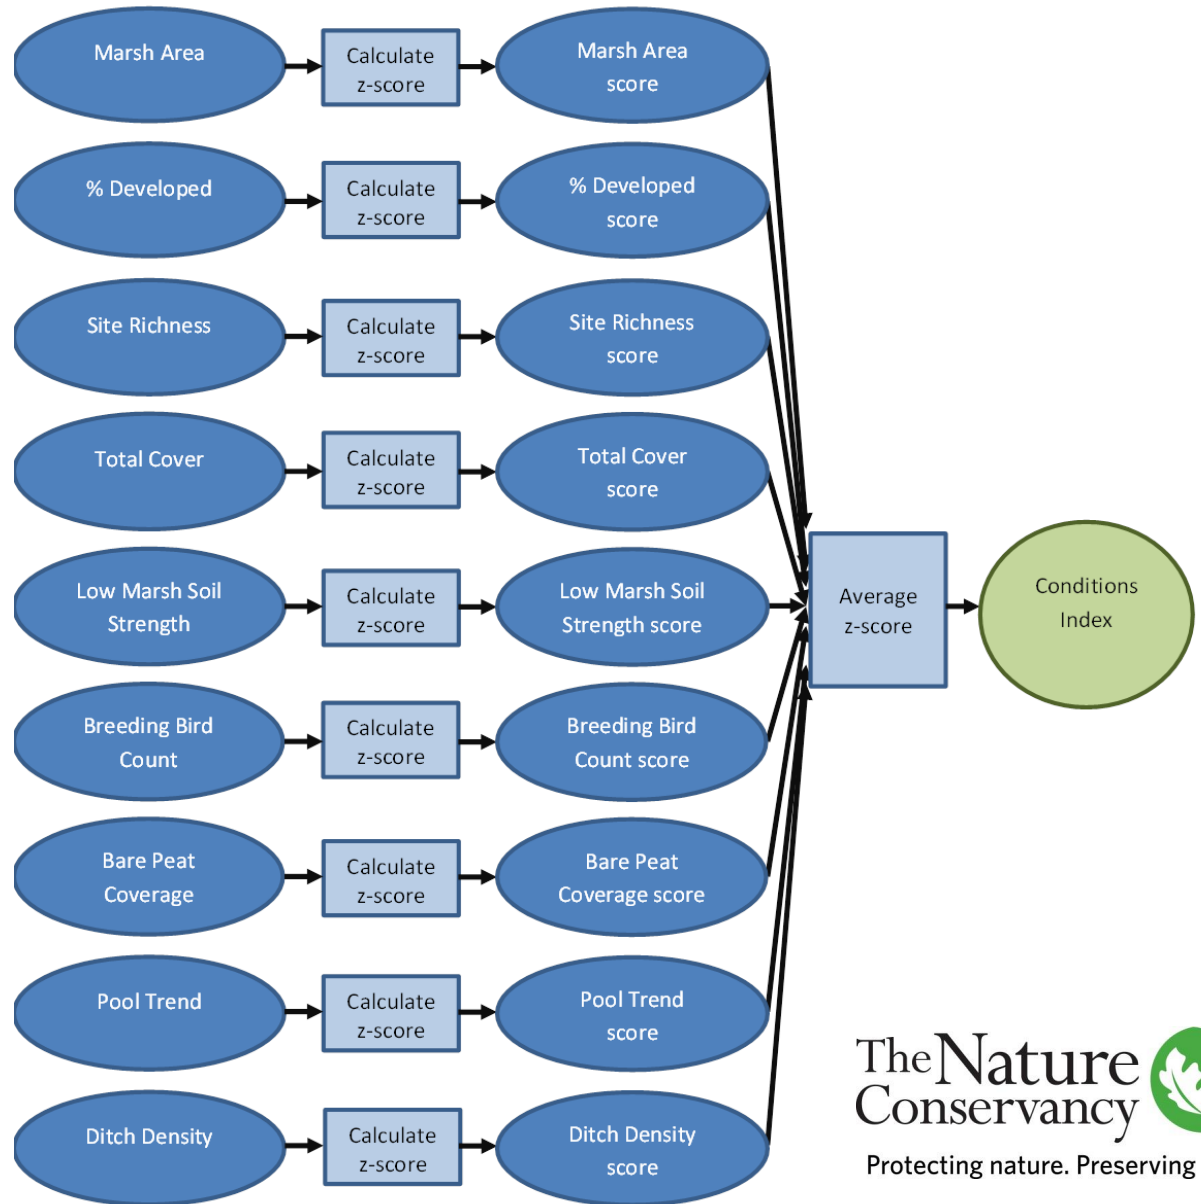 Marsh Area
Calculate
z-score
Marsh Area
score
% Developed
Calculate
z-score
% Developed
score
Site Richness
Calculate
z-score
Site Richness
score
Total Cover
Calculate
z-score
Total Cover
score
Low Marsh Soil
Strength
Calculate
z-score
Low Marsh Soil
Strength score
Average
z-score
Conditions
Index
Breeding Bird
Count
Calculate
z-score
Breeding Bird
Count score
Bare Peat
Coverage
Calculate
z-score
Bare Peat
Coverage score
Pool Trend
Calculate
z-score
Pool Trend
score
Ditch Density
Calculate
z-score
Ditch Density
score
The Nature
Conservancy
Protecting nature. Preserving